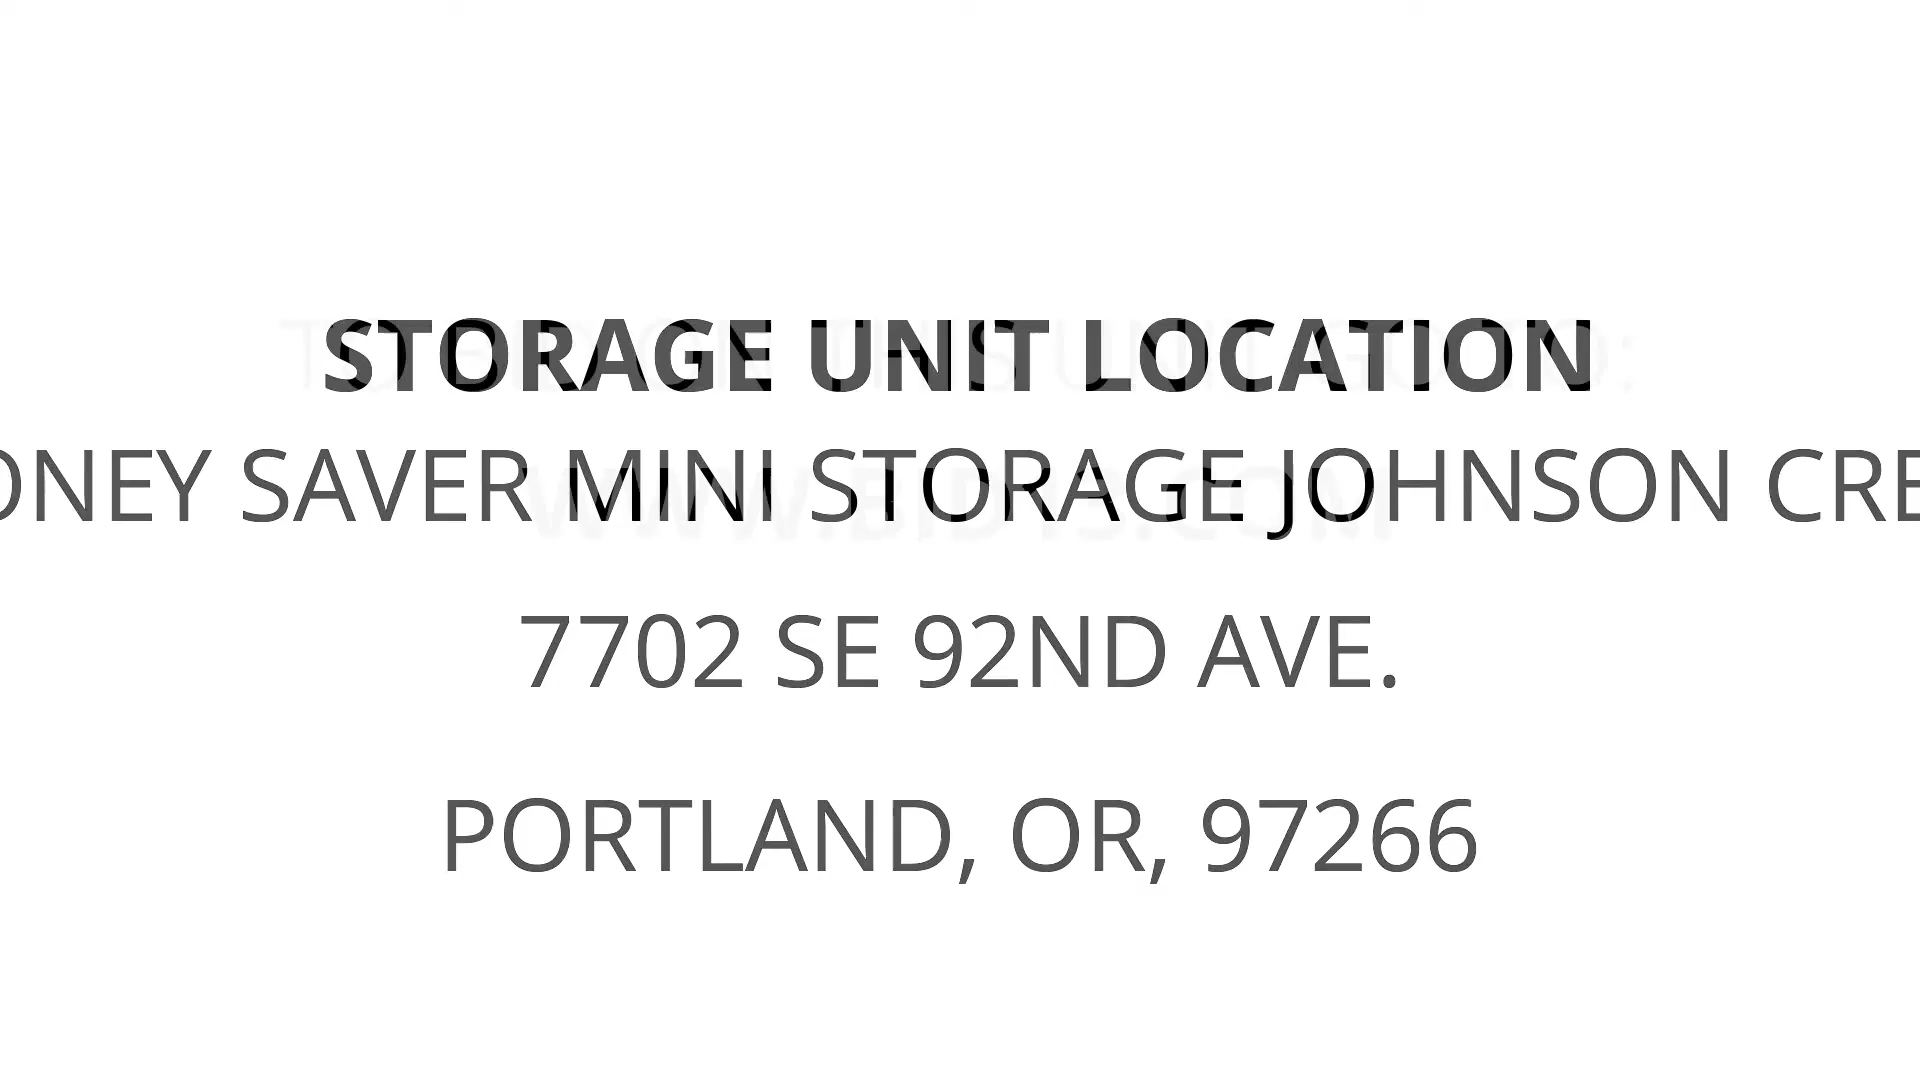 STORAGE UNIT LOCATION
ONEY SAVER MINI STORAGE JOHNSON CRE
7702 SE 92ND AVE.
PORTLAND, OR, 97266